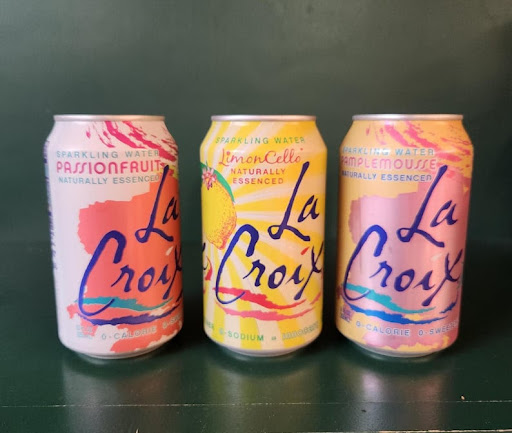 SPARKLING WATER
PASSIONFRUIT
NATURALLY ESSENCED
La
Croix
0-CALORIE
SPARKLING WATER
LimonCello
NATURALLY
ESSENCED
La
Croix
0-SODIUM =
SPARKLING WATER
PAMPLEMOUSSE
NATURALLY ESSENCED
La
Croix
0-CALORIE